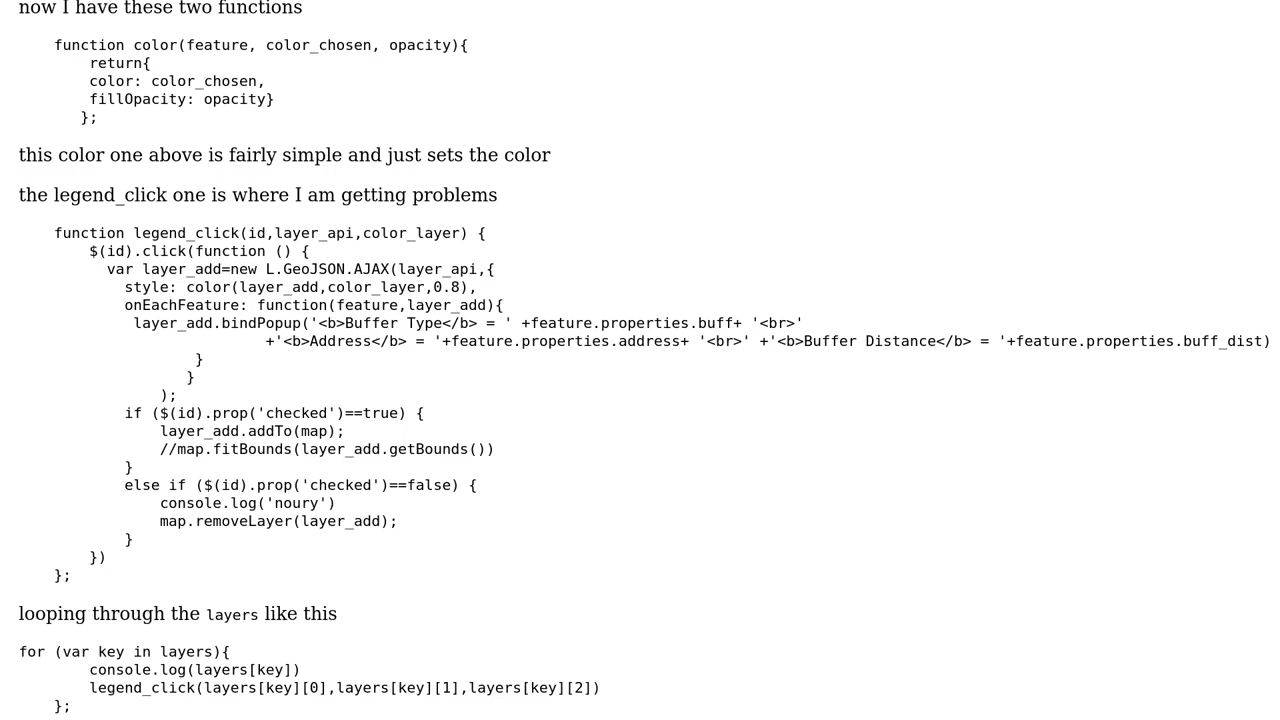 now I have these two functions
function color(feature, color_chosen, opacity){
return{
color: color_chosen,
fillOpacity: opacity}
};
this color one above is fairly simple and just sets the color
the legend_click one is where I am getting problems
function legend_click(id,layer_api,color_layer) {
$(id).click(function () {
var layer_add=new L.GeoJSON.AJAX(layer_api,{
style: color(layer_add,color_layer,0.8),
onEachFeature: function(feature,layer_add){
layer_add.bindPopup('<b>Buffer Type</b> = ' +feature.properties.buff+ '<br>'
+'<b>Address</b> = '+feature.properties.address+ '<br>' +'<b>Buffer Distance</b> = '+feature.properties.buff_dist)
}
}
);
if ($(id).prop('checked')==true) {
layer_add.addTo(map);
//map.fitBounds(layer_add.getBounds())
}
else if ($(id).prop('checked')==false) {
console.log('noury')
map.removeLayer(layer_add);
}
})
};
looping through the layers like this
for (var key in layers){
console.log(layers[key])
legend_click(layers[key][0],layers[key][1],layers[key][2])
};